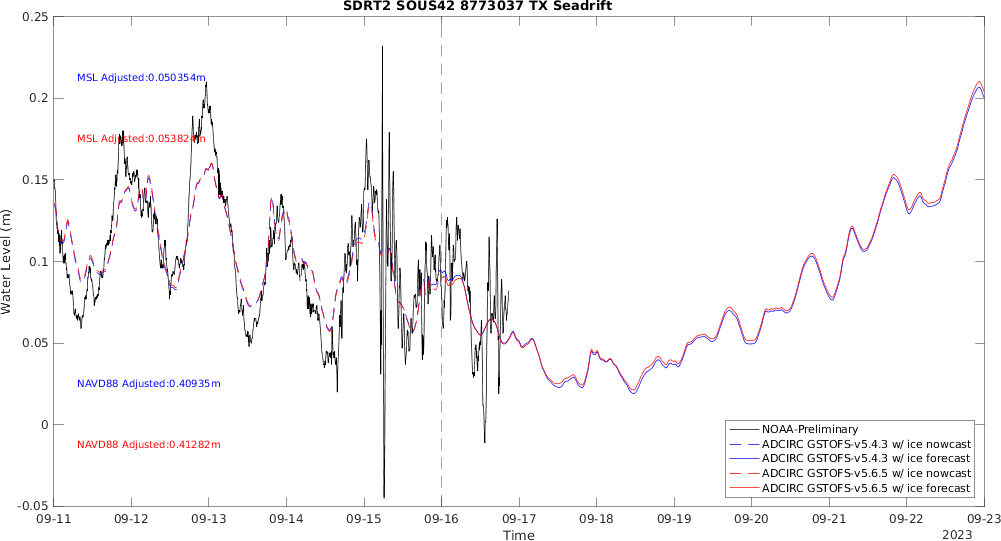 SDRT2 SOUS42 8773037 TX Seadrift
0.25
0.2
0.15
0.1
0.05
0
-0.05
Water Level (m)
MSL Adjusted:0.050354m
MSL Adjusted:0.053824m
NAVD88 Adjusted:0.40935m
NAVD88 Adjusted:0.41282m
NOAA-Preliminary
ADCIRC GSTOFS-v5.4.3 w/ ice nowcast
ADCIRC GSTOFS-v5.4.3 w/ ice forecast
ADCIRC GSTOFS-v5.6.5 w/ ice nowcast
ADCIRC GSTOFS-v5.6.5 w/ ice forecast
09-11 09-12 09-13 09-14 09-15 09-16 09-17 09-18 09-19 09-20 09-21 09-22 09-23
Time
2023